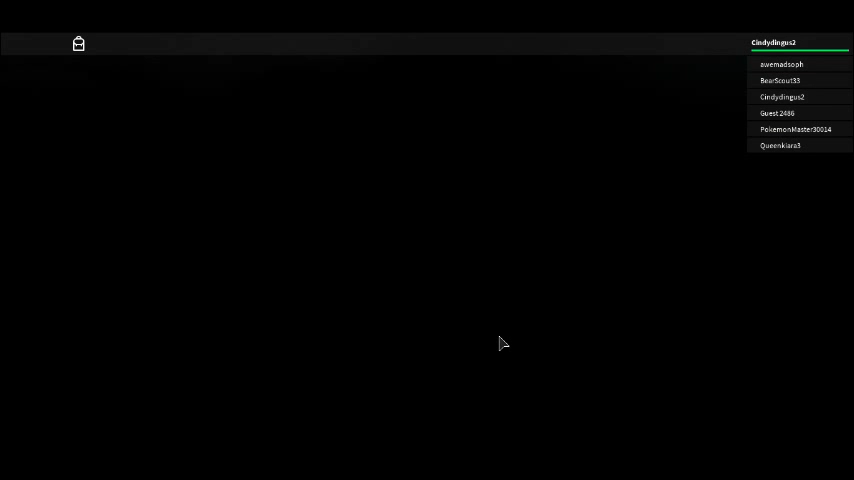 Cindydingus2
awemadsoph
BearScout33
Cindydingus2
Guest 2486
PokemonMaster30014
Queenkiara3